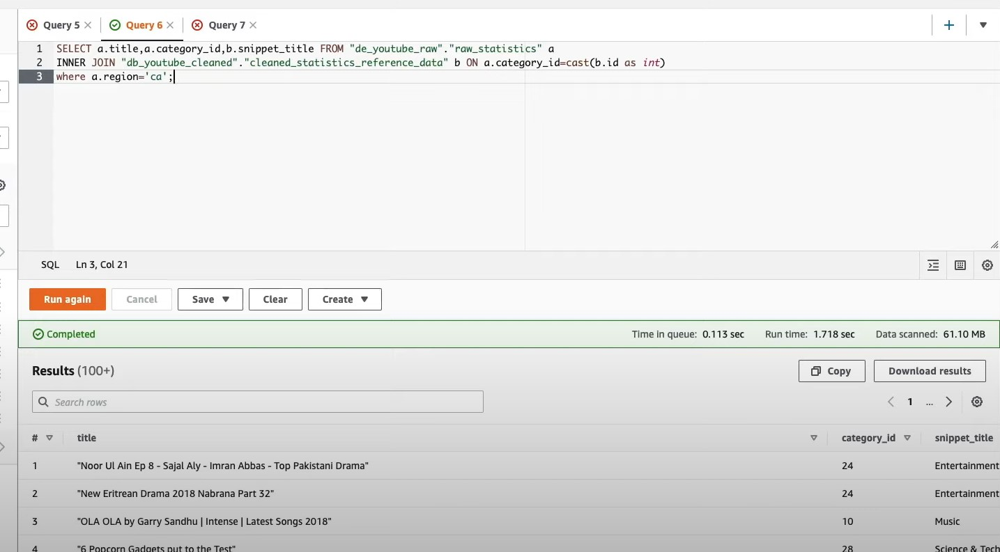 Query 5 Query 6 Query 7
1 SELECT a.title,a.category_id,b.snippet_title FROM "de_youtube_raw"."raw_statistics" a
2 INNER JOIN "db_youtube_cleaned"."cleaned_statistics_reference_data" b ON a.category_id=cast(b.id as int)
3 where a.region='ca';
SQL Ln 3, Col 21
Run again Cancel Save Clear Create
Completed Time in queue: 0.113 sec Run time: 1.718 sec Data scanned: 61.10 MB
Results (100+) Copy Download results
Search rows 1 ...
# title category_id snippet_title
1 "Noor Ul Ain Ep 8 - Sajal Aly - Imran Abbas - Top Pakistani Drama" 24 Entertainment
2 "New Eritrean Drama 2018 Nabrana Part 32" 24 Entertainment
3 "OLA OLA by Garry Sandhu | Intense | Latest Songs 2018" 10 Music
4 "6 Popcorn Gadgets put to the Test" 28 Science & Tech